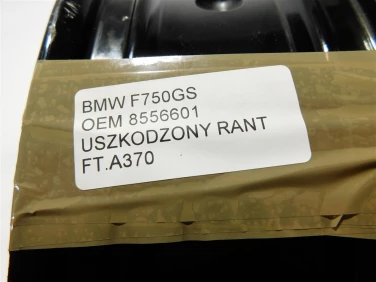 BMW F750GS
OEM 8556601
USZKODZONY RANT
FT.A370